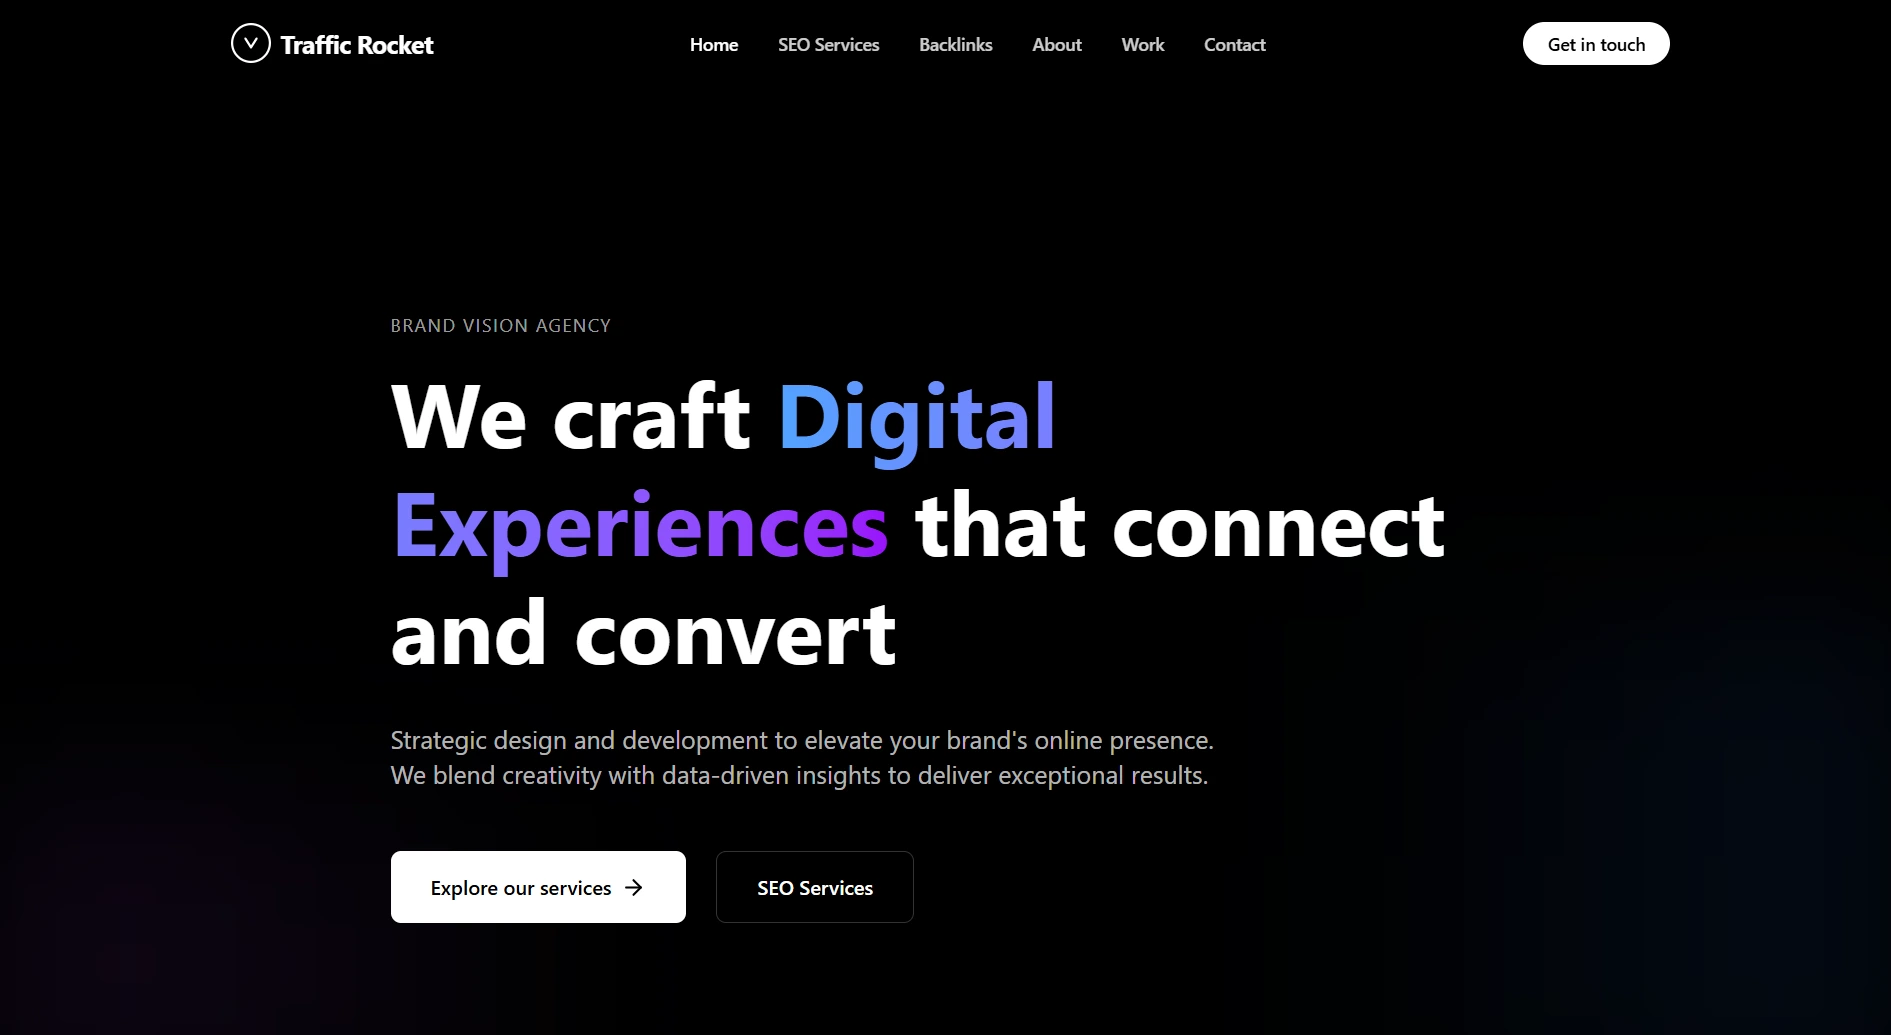 Traffic Rocket
Home
SEO Services
Backlinks
About
Work
Contact
Get in touch
BRAND VISION AGENCY
We craft Digital
Experiences that connect
and convert
Strategic design and development to elevate your brand's online presence.
We blend creativity with data-driven insights to deliver exceptional results.
Explore our services →
SEO Services